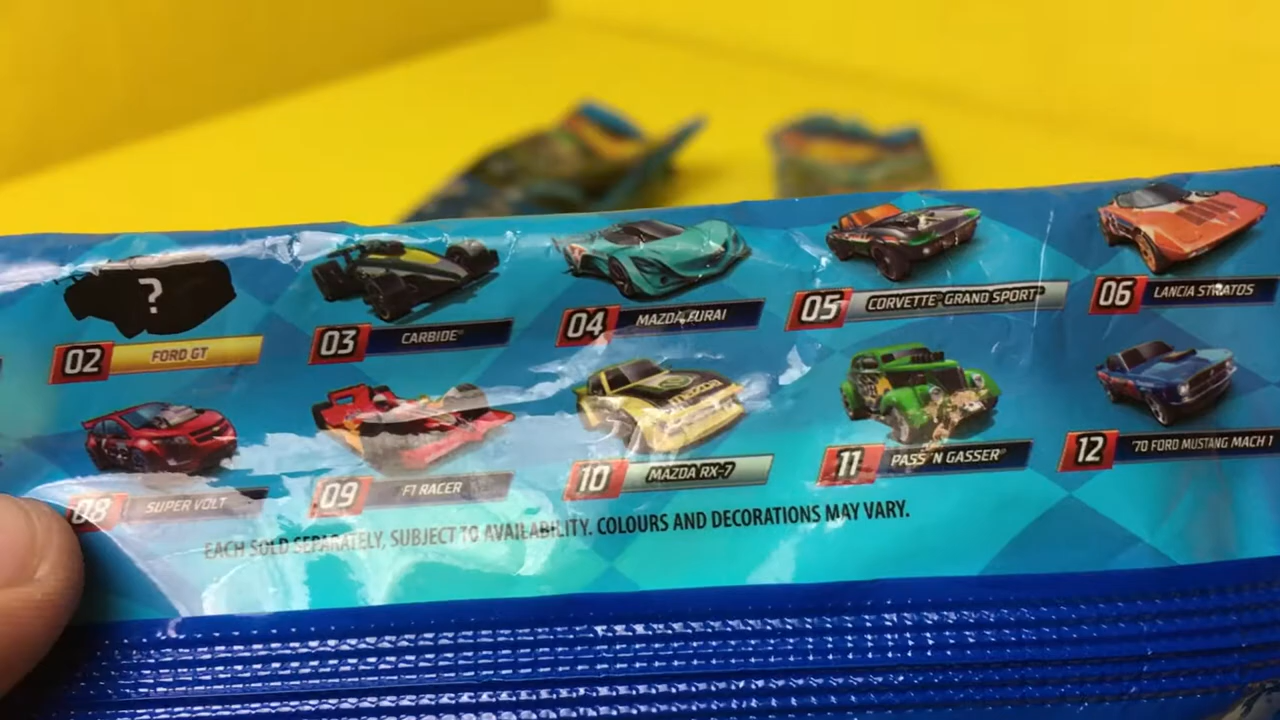 ?
02 FORD GT
03 CARBIDE®
04 MAZDA FURAI
05 CORVETTE® GRAND SPORT™
06 LANCIA STRATOS
08 SUPER VOLT
09 F1 RACER
10 MAZDA RX-7
11 PASS 'N GASSER®
12 '70 FORD MUSTANG MACH 1
EACH SOLD SEPARATELY, SUBJECT TO AVAILABILITY. COLOURS AND DECORATIONS MAY VARY.